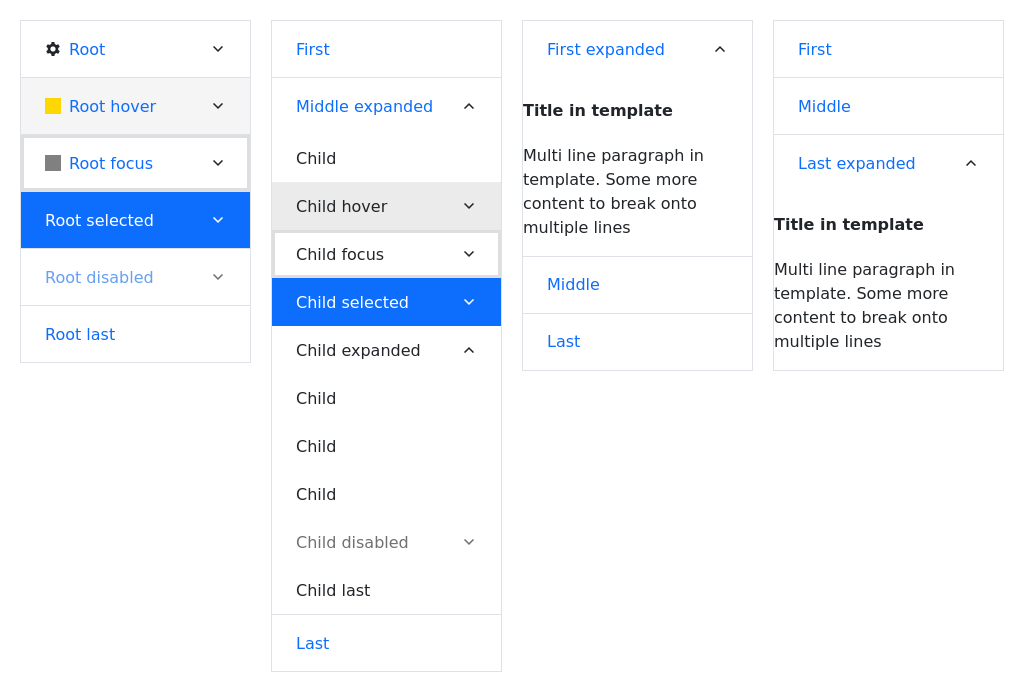 Root
Root hover
Root focus
Root selected
Root disabled
Root last
First
Middle expanded
Child
Child hover
Child focus
Child selected
Child expanded
Child
Child
Child
Child disabled
Child last
Last
First expanded
Title in template
Multi line paragraph in
template. Some more
content to break onto
multiple lines
Middle
Last
First
Middle
Last expanded
Title in template
Multi line paragraph in
template. Some more
content to break onto
multiple lines